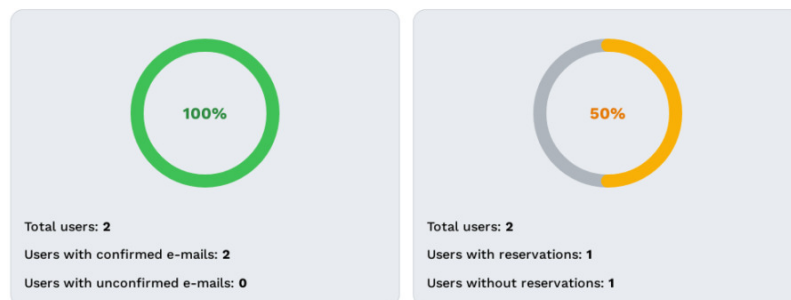 100%
Total users: 2
Users with confirmed e-mails: 2
Users with unconfirmed e-mails: 0
50%
Total users: 2
Users with reservations: 1
Users without reservations: 1